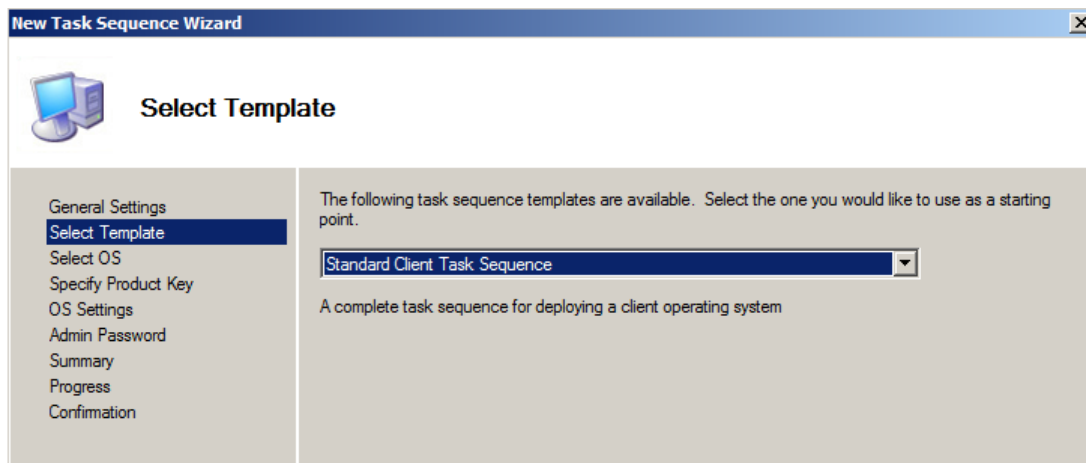 New Task Sequence Wizard
Select Template
General Settings
Select Template
Select OS
Specify Product Key
OS Settings
Admin Password
Summary
Progress
Confirmation
The following task sequence templates are available.  Select the one you would like to use as a starting
point.
Standard Client Task Sequence
A complete task sequence for deploying a client operating system